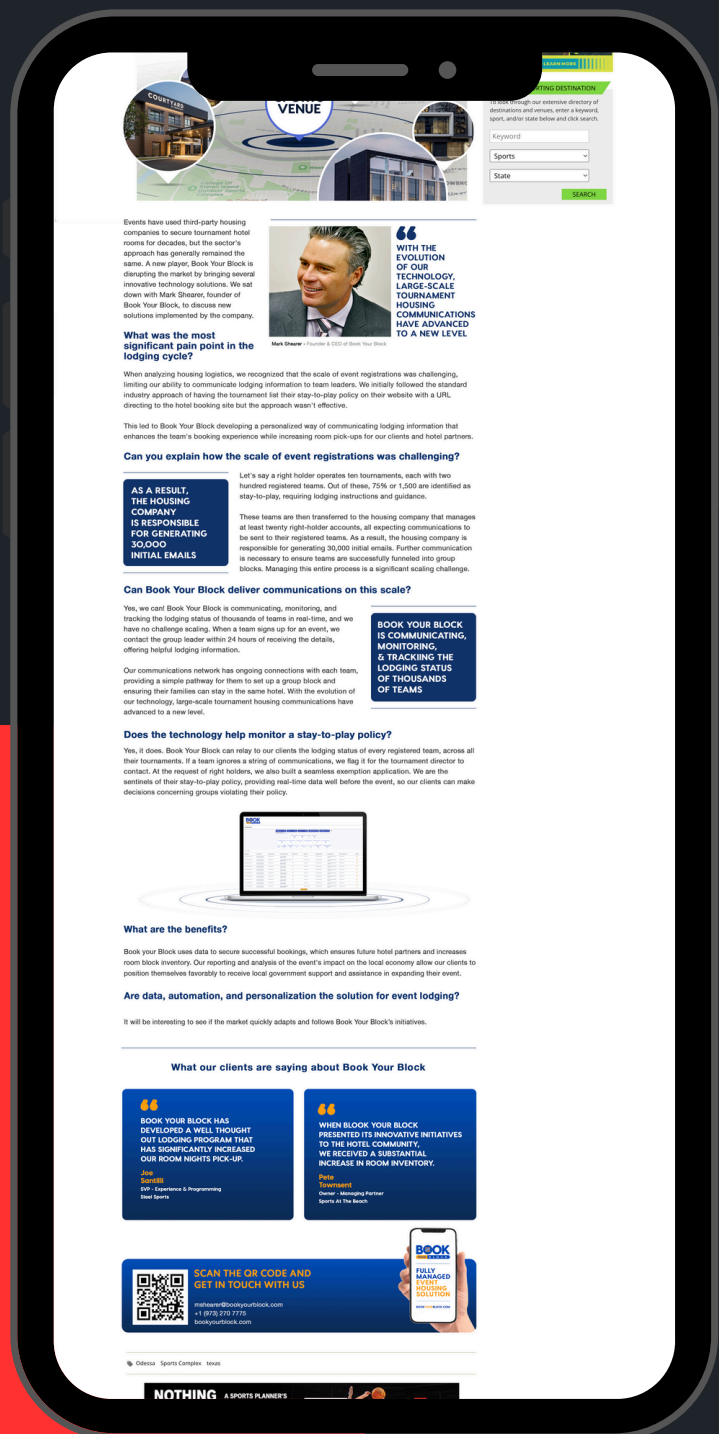 LEARN MORE
COURTYARD
VENUE
RTING DESTINATION
To look through our extensive directory of
destinations and venues, enter a keyword,
sport, and/or state below and click search.
Keyword
Sports
State
SEARCH
Events have used third-party housing
companies to secure tournament hotel
rooms for decades, but the sector's
approach has generally remained the
same. A new player, Book Your Block is
disrupting the market by bringing several
innovative technology solutions. We sat
down with Mark Shearer, founder of
Book Your Block, to discuss new
solutions implemented by the company.
WITH THE
EVOLUTION
OF OUR
TECHNOLOGY,
LARGE-SCALE
TOURNAMENT
HOUSING
COMMUNICATIONS
HAVE ADVANCED
TO A NEW LEVEL
Mark Shearer - Founder & CEO of Book Your Block
What was the most
significant pain point in the
lodging cycle?
When analyzing housing logistics, we recognized that the scale of event registrations was challenging,
limiting our ability to communicate lodging information to team leaders. We initially followed the standard
industry approach of having the tournament list their stay-to-play policy on their website with a URL
directing to the hotel booking site but the approach wasn't effective.
This led to Book Your Block developing a personalized way of communicating lodging information that
enhances the team's booking experience while increasing room pick-ups for our clients and hotel partners.
Can you explain how the scale of event registrations was challenging?
AS A RESULT,
THE HOUSING
COMPANY
IS RESPONSIBLE
FOR GENERATING
30,000
INITIAL EMAILS
Let's say a right holder operates ten tournaments, each with two
hundred registered teams. Out of these, 75% or 1,500 are identified as
stay-to-play, requiring lodging instructions and guidance.
These teams are then transferred to the housing company that manages
at least twenty right-holder accounts, all expecting communications to
be sent to their registered teams. As a result, the housing company is
responsible for generating 30,000 initial emails. Further communication
is necessary to ensure teams are successfully funneled into group
blocks. Managing this entire process is a significant scaling challenge.
Can Book Your Block deliver communications on this scale?
Yes, we can! Book Your Block is communicating, monitoring, and
tracking the lodging status of thousands of teams in real-time, and we
have no challenge scaling. When a team signs up for an event, we
contact the group leader within 24 hours of receiving the details,
offering helpful lodging information.
Our communications network has ongoing connections with each team,
providing a simple pathway for them to set up a group block and
ensuring their families can stay in the same hotel. With the evolution of
our technology, large-scale tournament housing communications have
advanced to a new level.
BOOK YOUR BLOCK
IS COMMUNICATING,
MONITORING,
& TRACKIING THE
LODGING STATUS
OF THOUSANDS
OF TEAMS
Does the technology help monitor a stay-to-play policy?
Yes, it does. Book Your Block can relay to our clients the lodging status of every registered team, across all
their tournaments. If a team ignores a string of communications, we flag it for the tournament director to
contact. At the request of right holders, we also built a seamless exemption application. We are the
sentinels of their stay-to-play policy, providing real-time data well before the event, so our clients can make
decisions concerning groups violating their policy.
BOOK
What are the benefits?
Book your Block uses data to secure successful bookings, which ensures future hotel partners and increases
room block inventory. Our reporting and analysis of the event's impact on the local economy allow our clients to
position themselves favorably to receive local government support and assistance in expanding their event.
Are data, automation, and personalization the solution for event lodging?
It will be interesting to see if the market quickly adapts and follows Book Your Block's initiatives.
What our clients are saying about Book Your Block
BOOK YOUR BLOCK HAS
DEVELOPED A WELL THOUGHT
OUT LODGING PROGRAM THAT
HAS SIGNIFICANTLY INCREASED
OUR ROOM NIGHTS PICK-UP.
Joe
Santilli
SVP - Experience & Programming
Steel Sports
WHEN BLOOK YOUR BLOCK
PRESENTED ITS INNOVATIVE INITIATIVES
TO THE HOTEL COMMUNITY,
WE RECEIVED A SUBSTANTIAL
INCREASE IN ROOM INVENTORY.
Pete
Townsent
Owner - Managing Partner
Sports At The Beach
SCAN THE QR CODE AND
GET IN TOUCH WITH US
mshearer@bookyourblock.com
+1 (973) 270 7775
bookyourblock.com
BOOK
FULLY
MANAGED
EVENT
HOUSING
SOLUTION
BOOKYOURBLOCK.COM
Odessa Sports Complex texas
NOTHING A SPORTS PLANNER'S